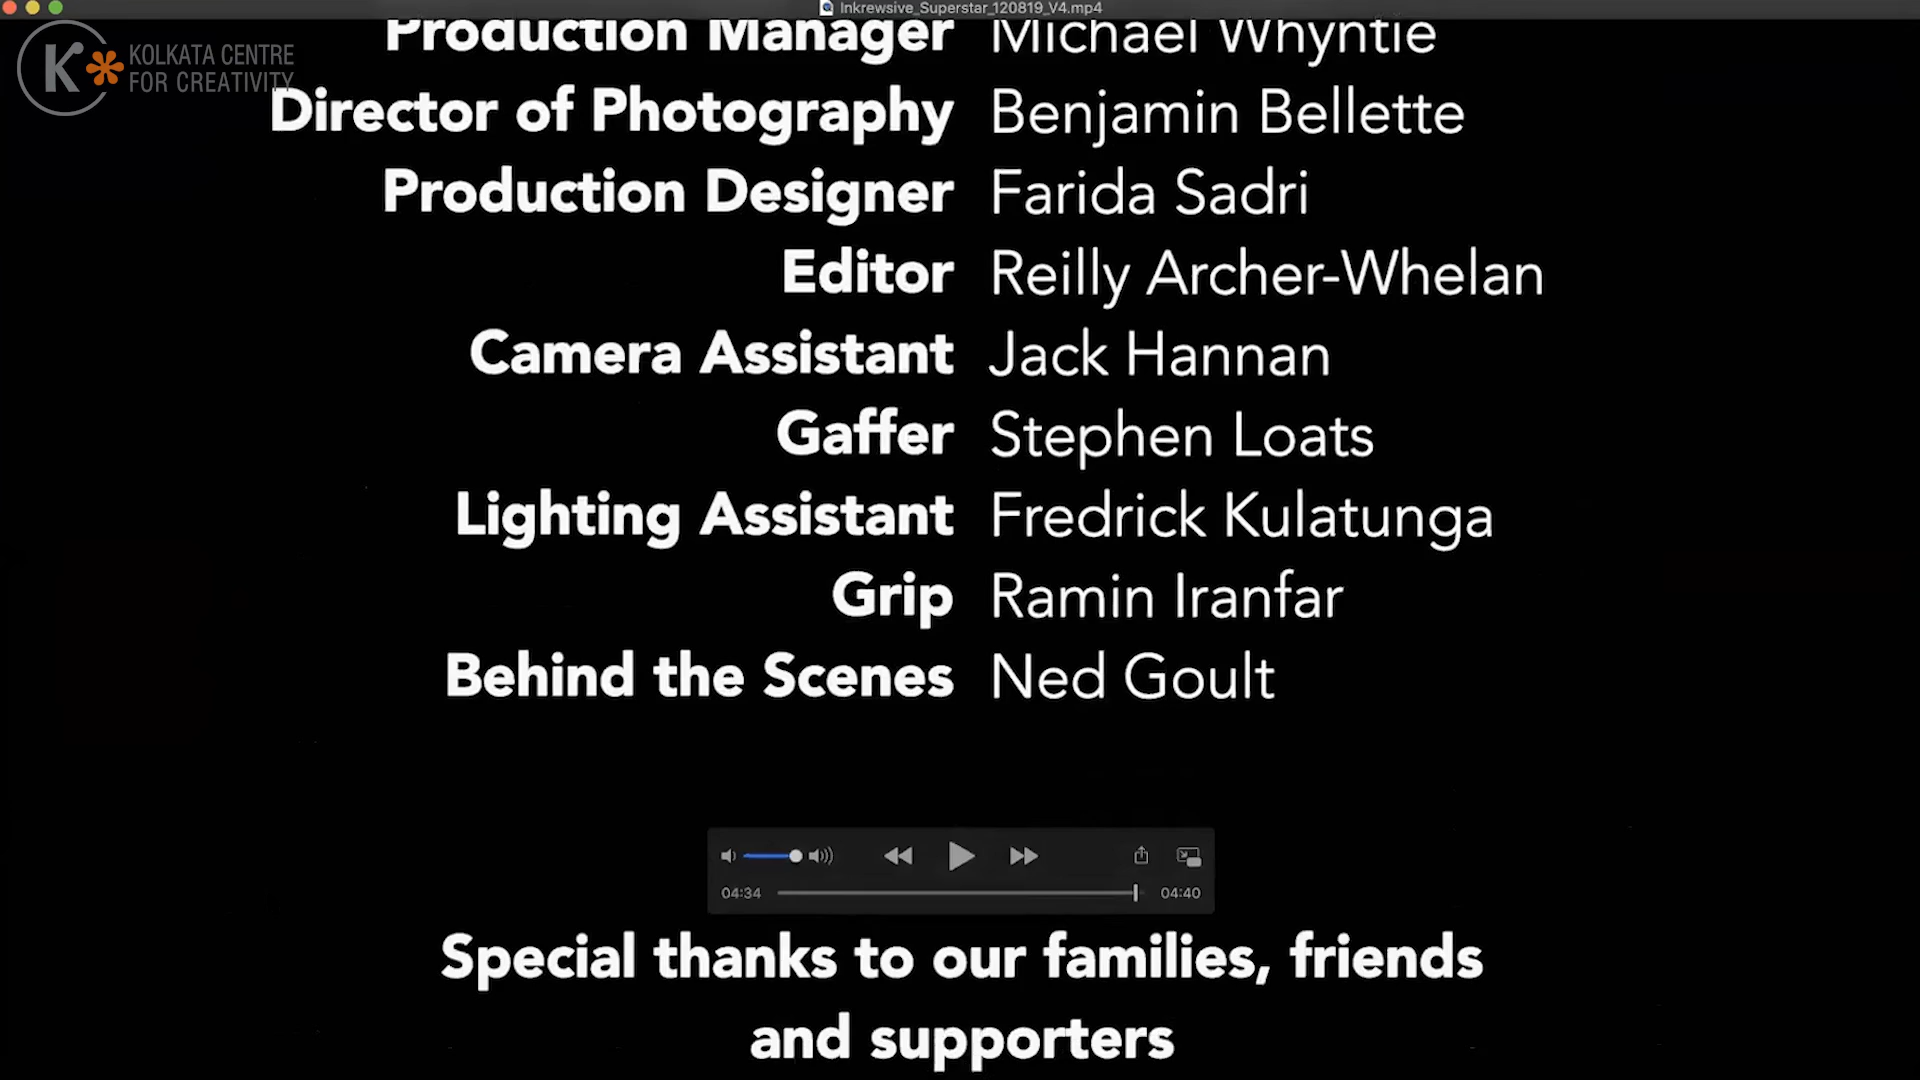 Inkrewsive_Superstar_120819_V4.mp4
KOLKATA CENTRE
FOR CREATIVITY
Production Manager Michael Whyntie
Director of Photography Benjamin Bellette
Production Designer Farida Sadri
Editor Reilly Archer-Whelan
Camera Assistant Jack Hannan
Gaffer Stephen Loats
Lighting Assistant Fredrick Kulatunga
Grip Ramin Iranfar
Behind the Scenes Ned Goult
04:34 04:40
Special thanks to our families, friends
and supporters